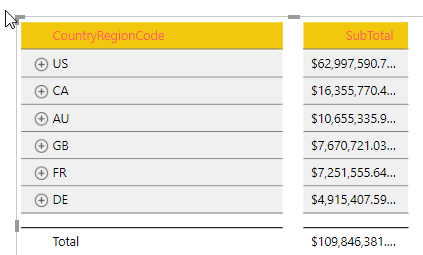 CountryRegionCode SubTotal
US $62,997,590.7...
CA $16,355,770.4...
AU $10,655,335.9...
GB $7,670,721.03...
FR $7,251,555.64...
DE $4,915,407.59...
Total $109,846,381....